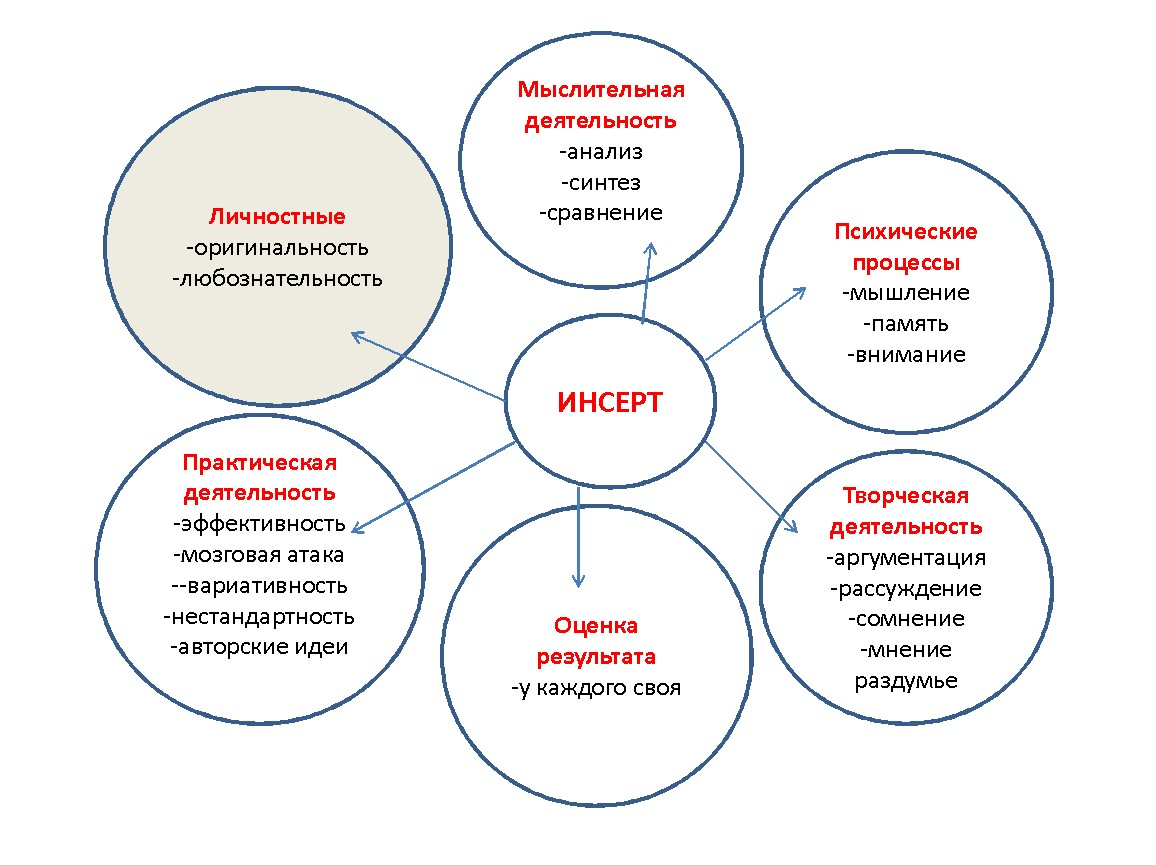 Мыслительная
деятельность
-анализ
-синтез
-сравнение
Личностные
-оригинальность
-любознательность
Психические
процессы
-мышление
-память
-внимание
ИНСЕРТ
Практическая
деятельность
-эффективность
-мозговая атака
--вариативность
-нестандартность
-авторские идеи
Оценка
результата
-у каждого своя
Творческая
деятельность
-аргументация
-рассуждение
-сомнение
-мнение
раздумье